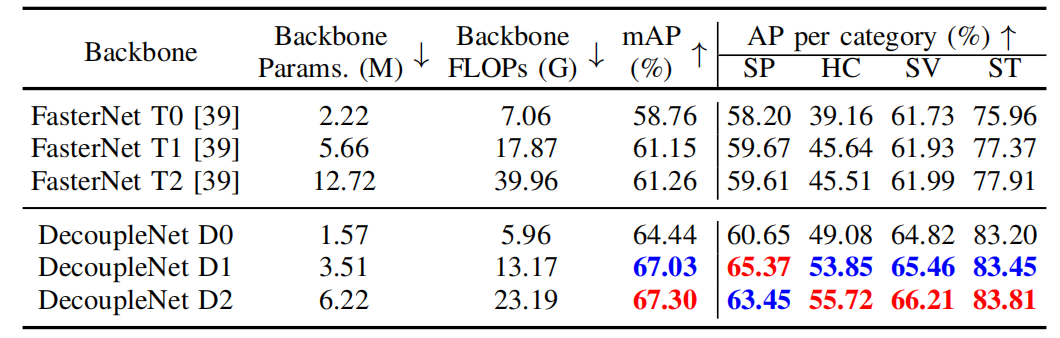 Backbone Backbone Params. (M) ↓ Backbone FLOPs (G) ↓ mAP (%) ↑ AP per category (%) ↑
SP HC SV ST
FasterNet T0 [39] 2.22 7.06 58.76 58.20 39.16 61.73 75.96
FasterNet T1 [39] 5.66 17.87 61.15 59.67 45.64 61.93 77.37
FasterNet T2 [39] 12.72 39.96 61.26 59.61 45.51 61.99 77.91
DecoupleNet D0 1.57 5.96 64.44 60.65 49.08 64.82 83.20
DecoupleNet D1 3.51 13.17 67.03 65.37 53.85 65.46 83.45
DecoupleNet D2 6.22 23.19 67.30 63.45 55.72 66.21 83.81